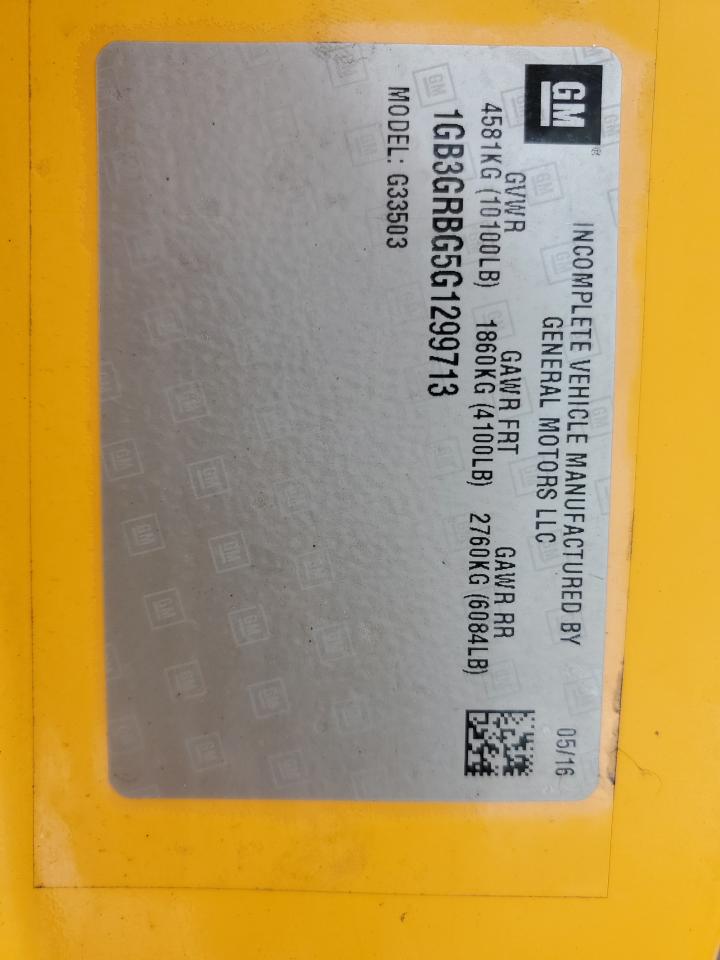 GM
INCOMPLETE VEHICLE MANUFACTURED BY
GENERAL MOTORS LLC
05/16
GVWR GAWR FRT GAWR RR
4581KG (10100LB) 1860KG (4100LB) 2760KG (6084LB)
1GB3GRBG5G1299713
MODEL: G33503